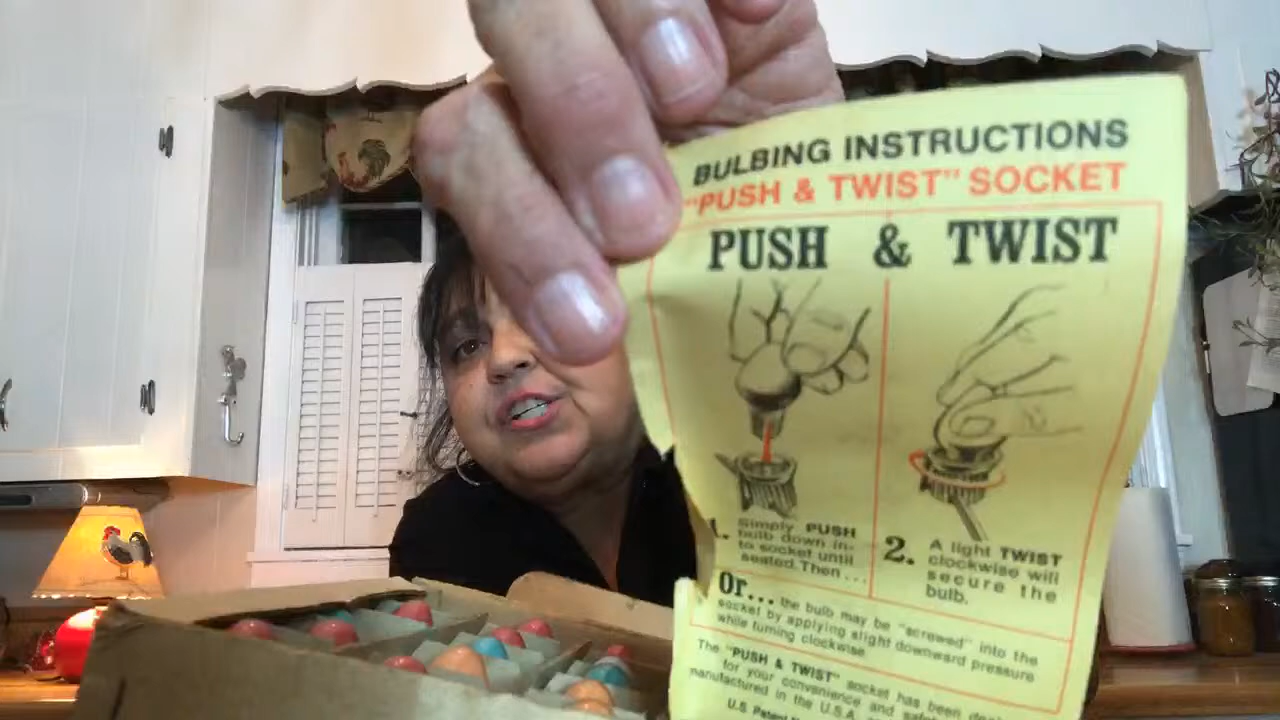 BULBING INSTRUCTIONS
"PUSH & TWIST" SOCKET
PUSH & TWIST
1. Simply PUSH
bulb down in-
to socket until
seated. Then . . .
2. A light TWIST
clockwise will
secure the
bulb.
Or... the bulb may be "screwed" into the
socket by applying slight downward pressure
while turning clockwise.
The "PUSH & TWIST" socket has been
for your convenience and
manufactured in the U.S.A.
U.S. Patent